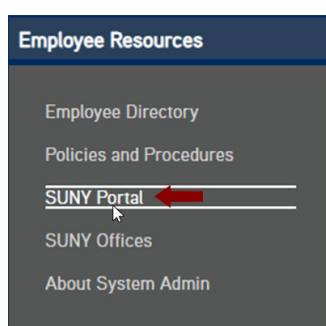 Employee Resources
Employee Directory
Policies and Procedures
SUNY Portal
SUNY Offices
About System Admin